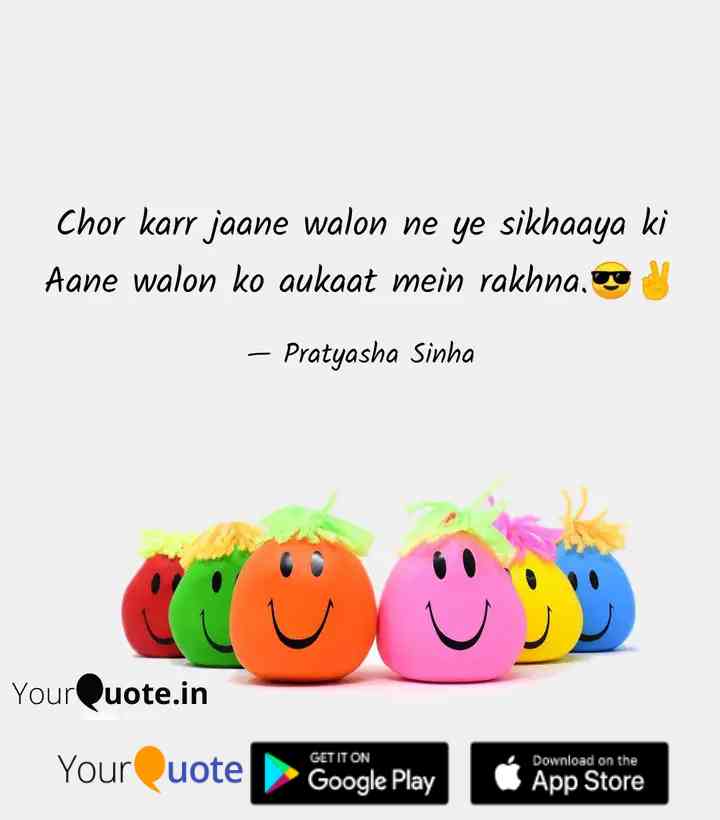 Chor karr jaane walon ne ye sikhaaya ki
Aane walon ko aukaat mein rakhna.😎✌
— Pratyasha Sinha
YourQuote.in
YourQuote
GET IT ON
Google Play
Download on the
App Store